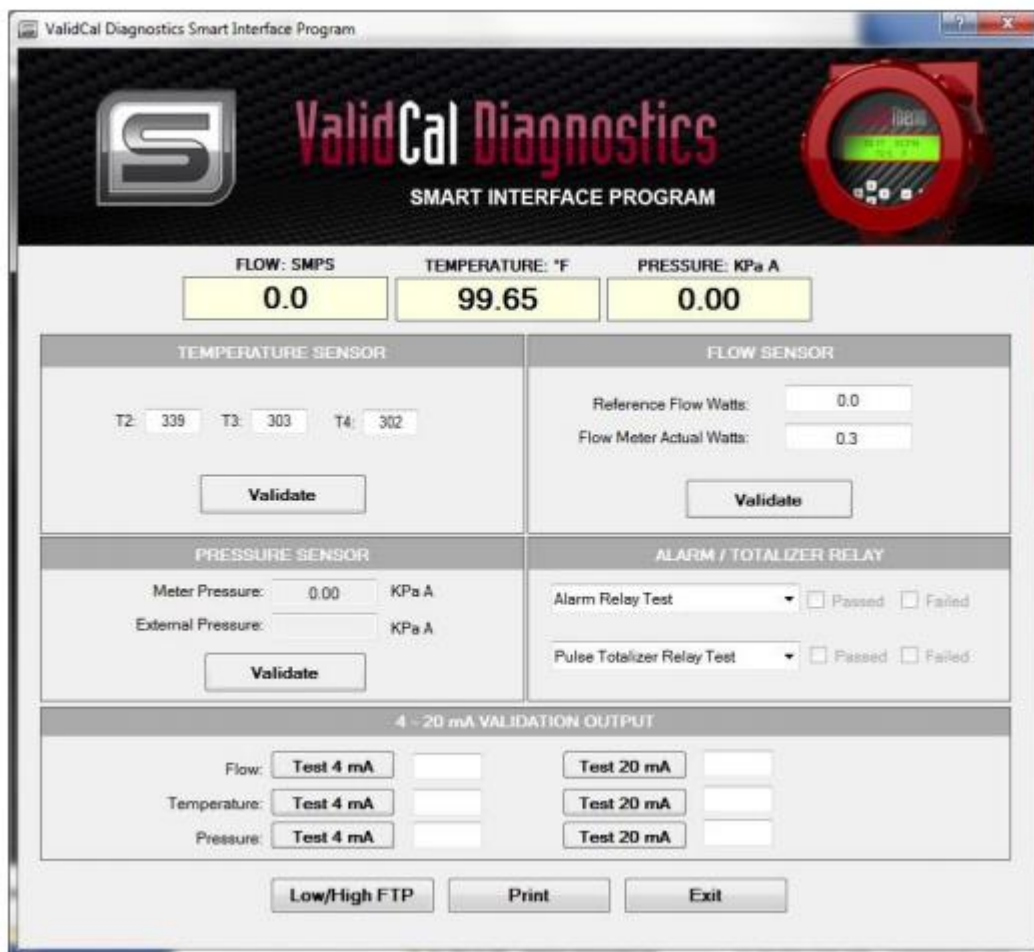 ValidCal Diagnostics Smart Interface Program
ValidCal Diagnostics
SMART INTERFACE PROGRAM
FLOW: SMPS TEMPERATURE: °F PRESSURE: KPa A
0.0 99.65 0.00
TEMPERATURE SENSOR
T2: 339 T3: 303 T4: 302
Validate
FLOW SENSOR
Reference Flow Watts: 0.0
Flow Meter Actual Watts: 0.3
Validate
PRESSURE SENSOR
Meter Pressure: 0.00 KPa A
External Pressure: KPa A
Validate
ALARM / TOTALIZER RELAY
Alarm Relay Test Passed Failed
Pulse Totalizer Relay Test Passed Failed
4 - 20 mA VALIDATION OUTPUT
Flow: Test 4 mA Test 20 mA
Temperature: Test 4 mA Test 20 mA
Pressure: Test 4 mA Test 20 mA
Low/High FTP Print Exit